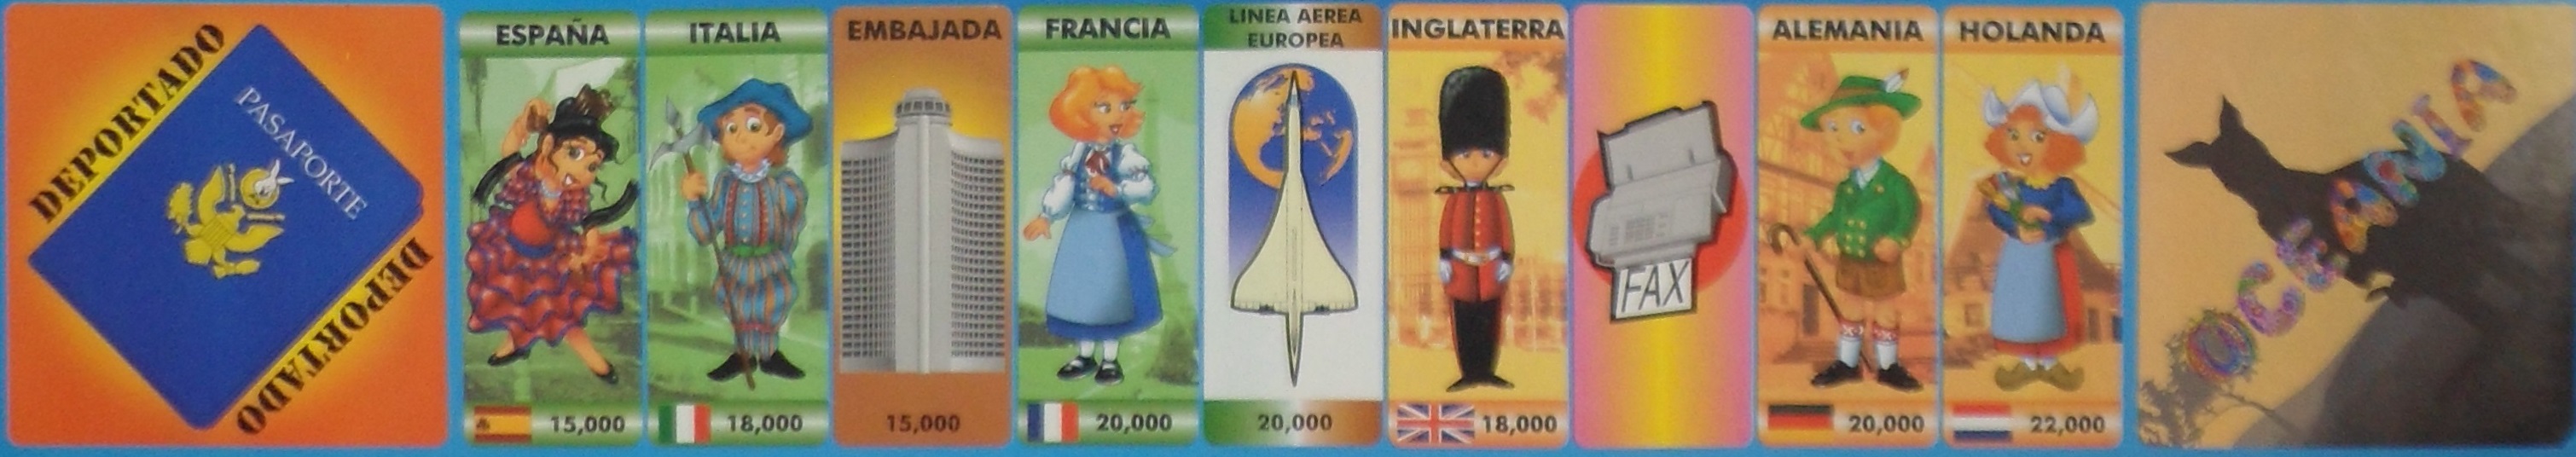 DEPORTADO
PASAPORTE
DEPORTADO
ESPAÑA
15,000
ITALIA
18,000
EMBAJADA
15,000
FRANCIA
20,000
LINEA AEREA
EUROPEA
20,000
INGLATERRA
18,000
FAX
ALEMANIA
20,000
HOLANDA
22,000
OCEANIA